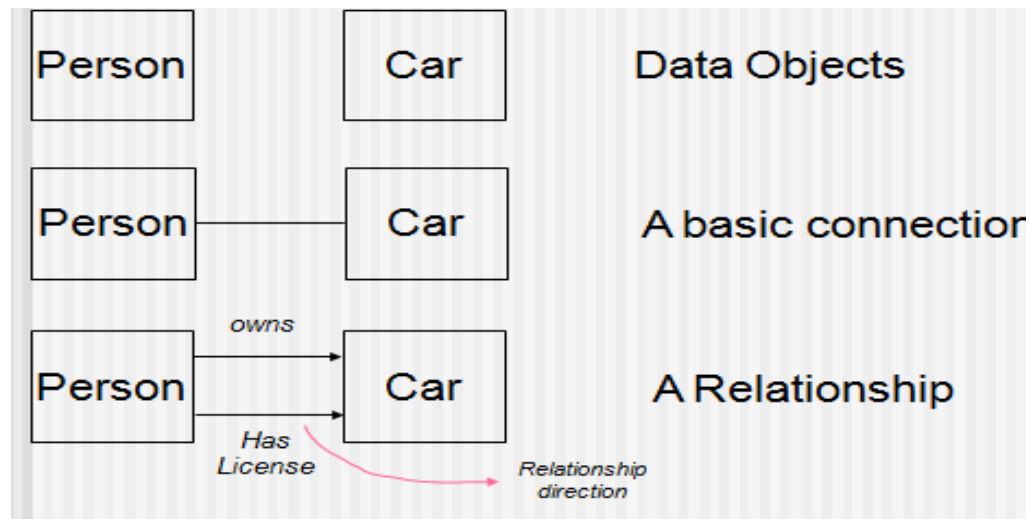 Person Car Data Objects
Person Car A basic connection
owns
Person Car A Relationship
Has
License
Relationship
direction